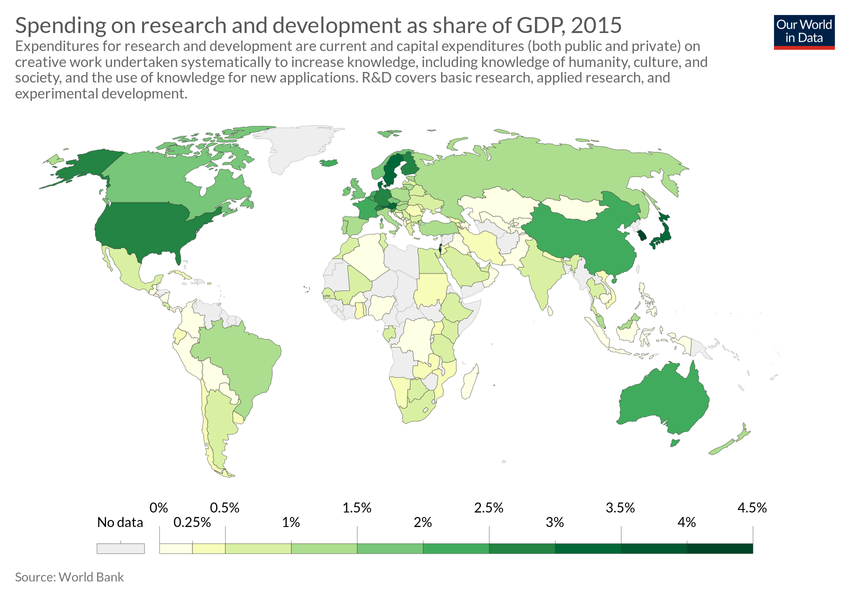 Spending on research and development as share of GDP, 2015
Our World
in Data
Expenditures for research and development are current and capital expenditures (both public and private) on
creative work undertaken systematically to increase knowledge, including knowledge of humanity, culture, and
society, and the use of knowledge for new applications. R&D covers basic research, applied research, and
experimental development.
0% 0.5% 1.5% 2.5% 3.5% 4.5%
No data 0.25% 1% 2% 3% 4%
Source: World Bank